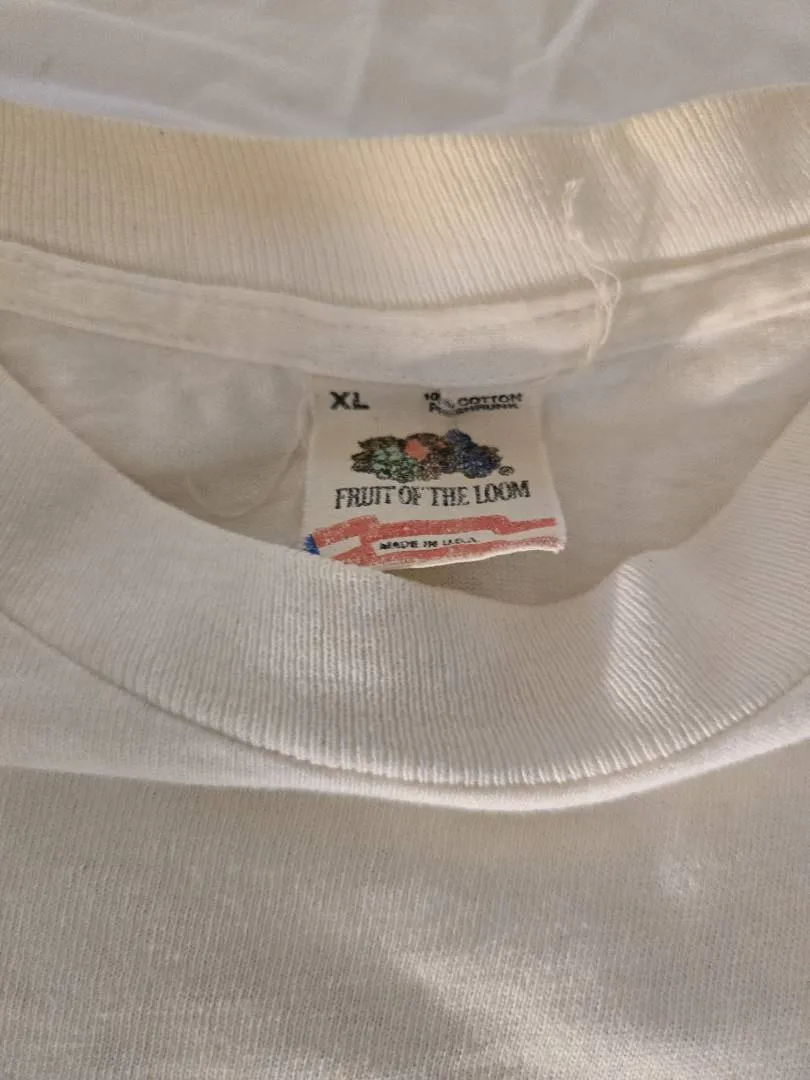 XL
COTTON
FRUIT OF THE LOOM
®
MADE IN U.S.A.